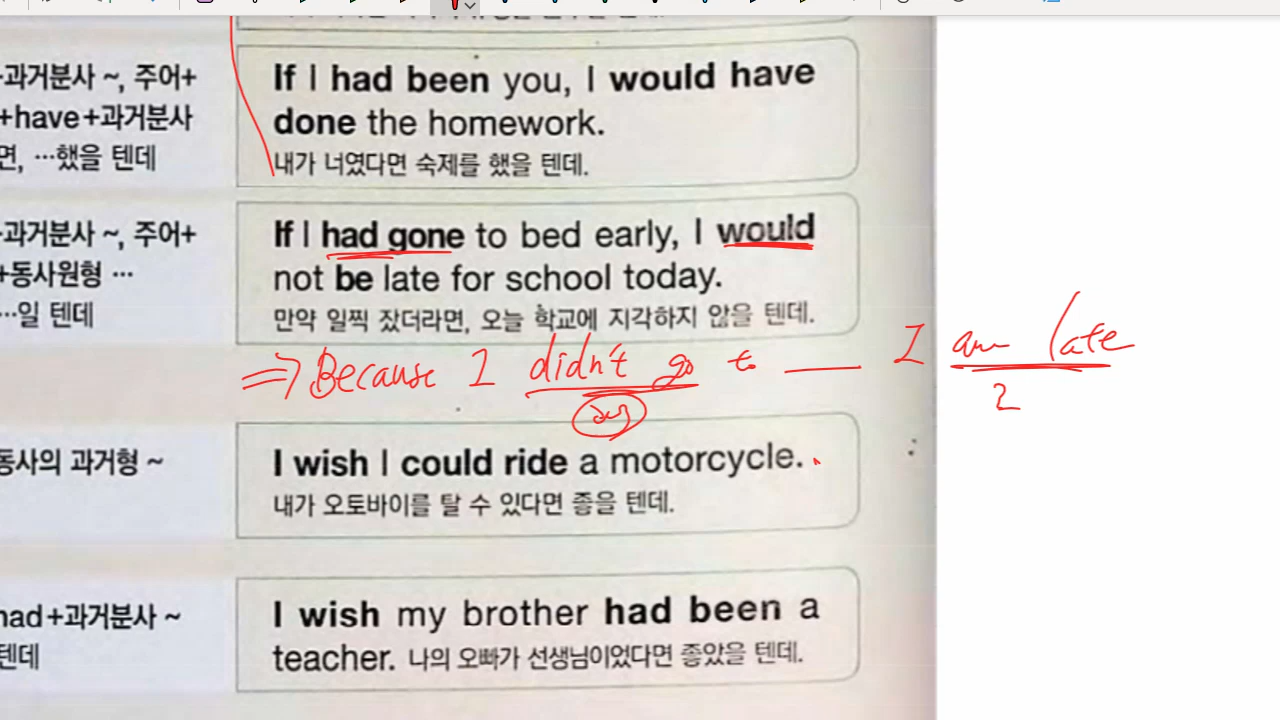 -과거분사 ~, 주어+
+have+과거분사
면, …했을 텐데
If I had been you, I would have
done the homework.
내가 너였다면 숙제를 했을 텐데.
-과거분사 ~, 주어+
+동사원형 …
…일 텐데
If I had gone to bed early, I would
not be late for school today.
만약 일찍 잤더라면, 오늘 학교에 지각하지 않을 텐데.
⇒ Because I didn't go to ___ I am late
2
동사의 과거형 ~
I wish I could ride a motorcycle.
내가 오토바이를 탈 수 있다면 좋을 텐데.
had+과거분사 ~
텐데
I wish my brother had been a
teacher. 나의 오빠가 선생님이었다면 좋았을 텐데.